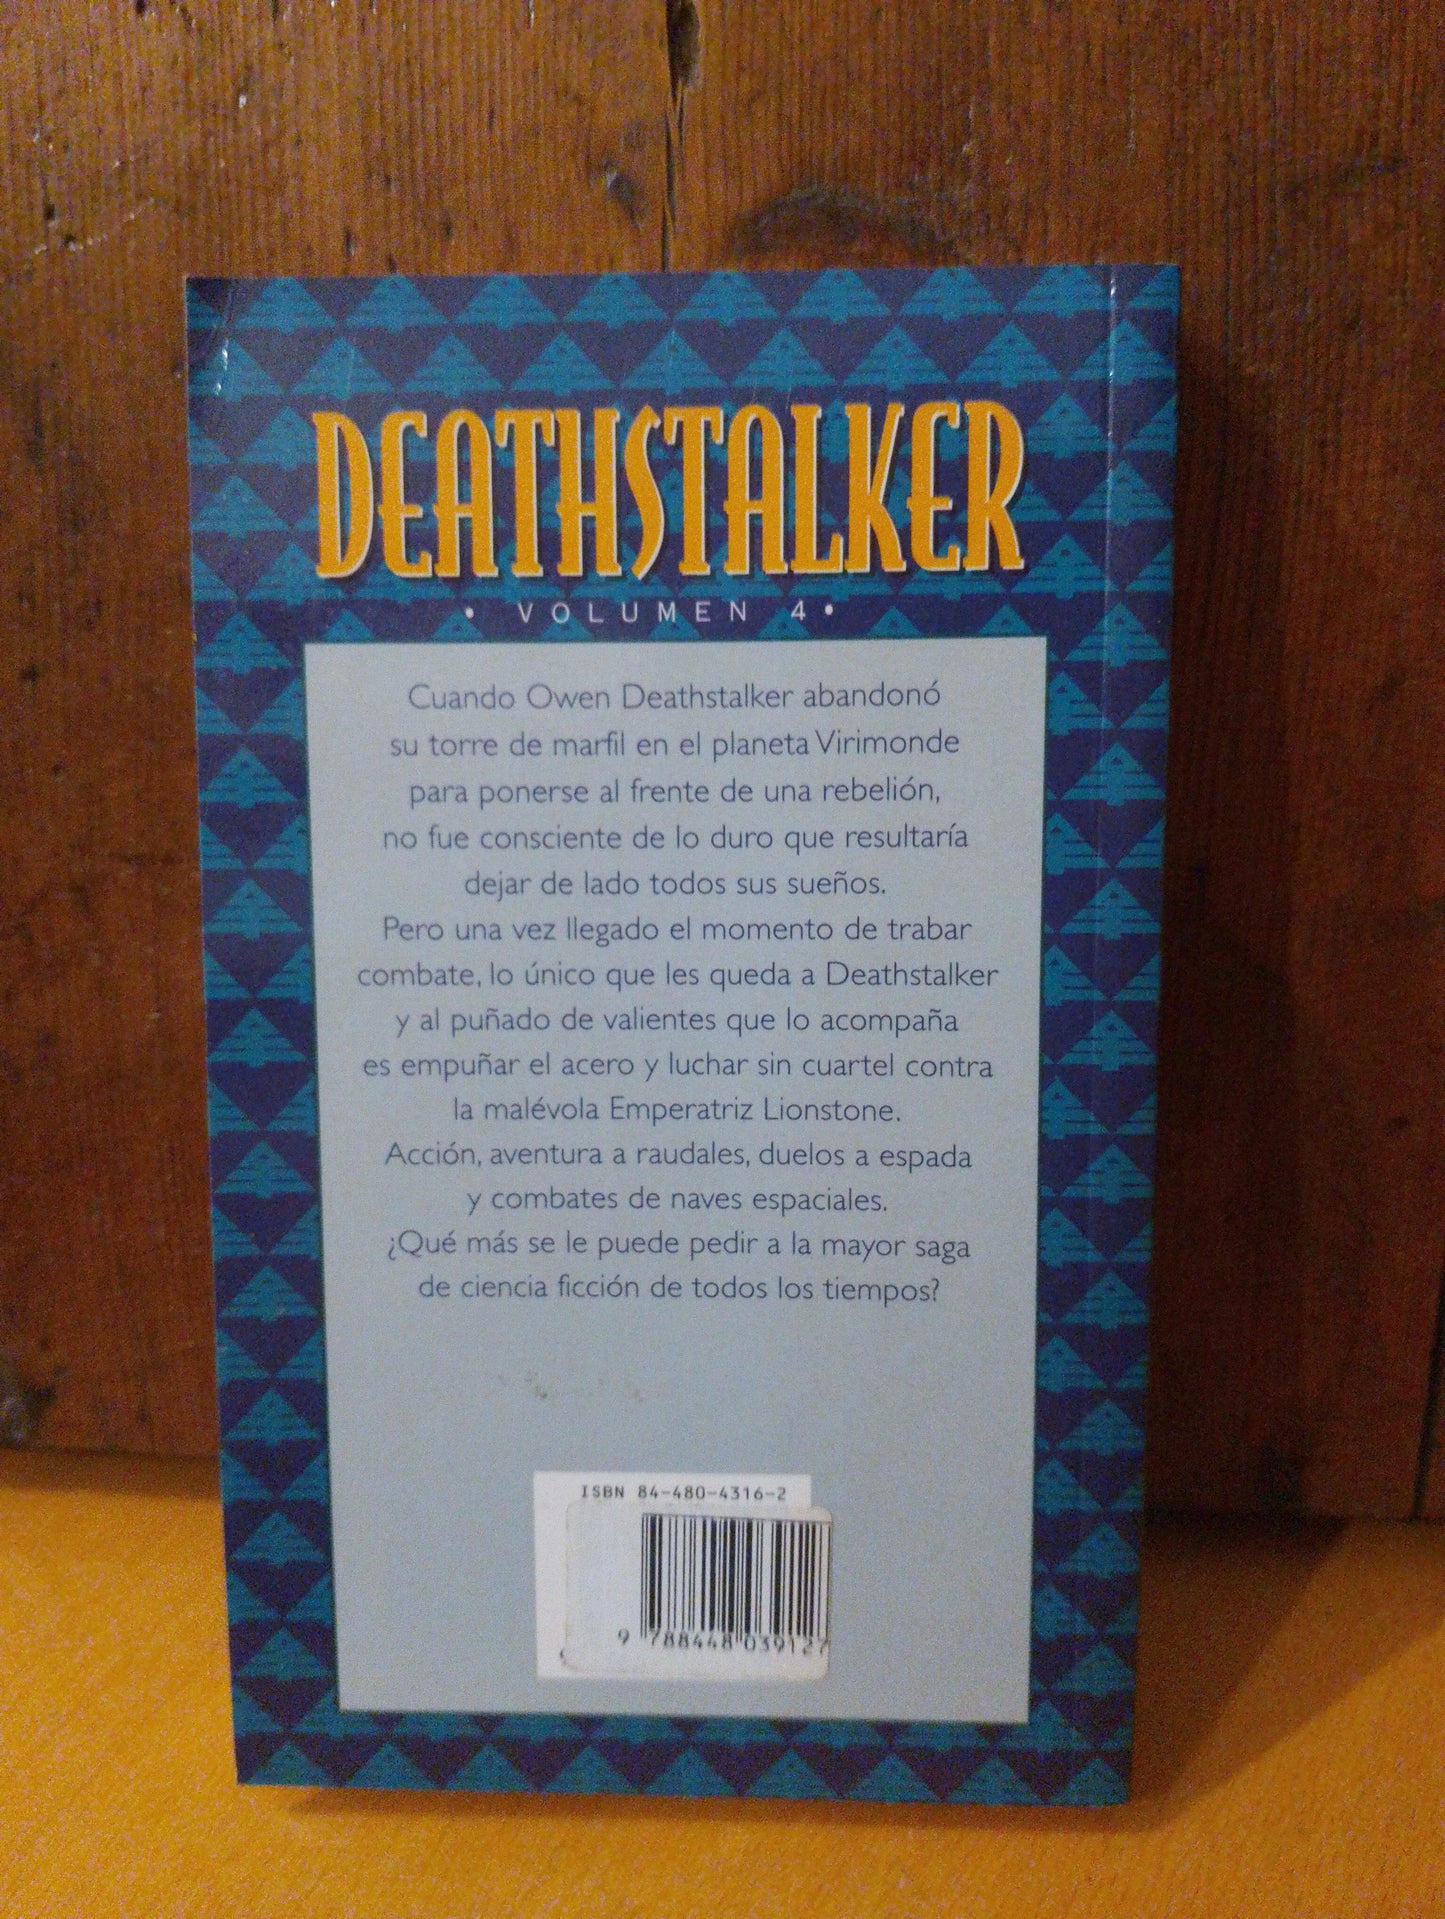 DEATHSTALKER
• VOLUMEN 4 •
Cuando Owen Deathstalker abandonó
su torre de marfil en el planeta Virimonde
para ponerse al frente de una rebelión,
no fue consciente de lo duro que resultaría
dejar de lado todos sus sueños.
Pero una vez llegado el momento de trabar
combate, lo único que les queda a Deathstalker
y al puñado de valientes que lo acompaña
es empuñar el acero y luchar sin cuartel contra
la malévola Emperatriz Lionstone.
Acción, aventura a raudales, duelos a espada
y combates de naves espaciales.
¿Qué más se le puede pedir a la mayor saga
de ciencia ficción de todos los tiempos?
ISBN 84-480-4316-2
9 788448 039127